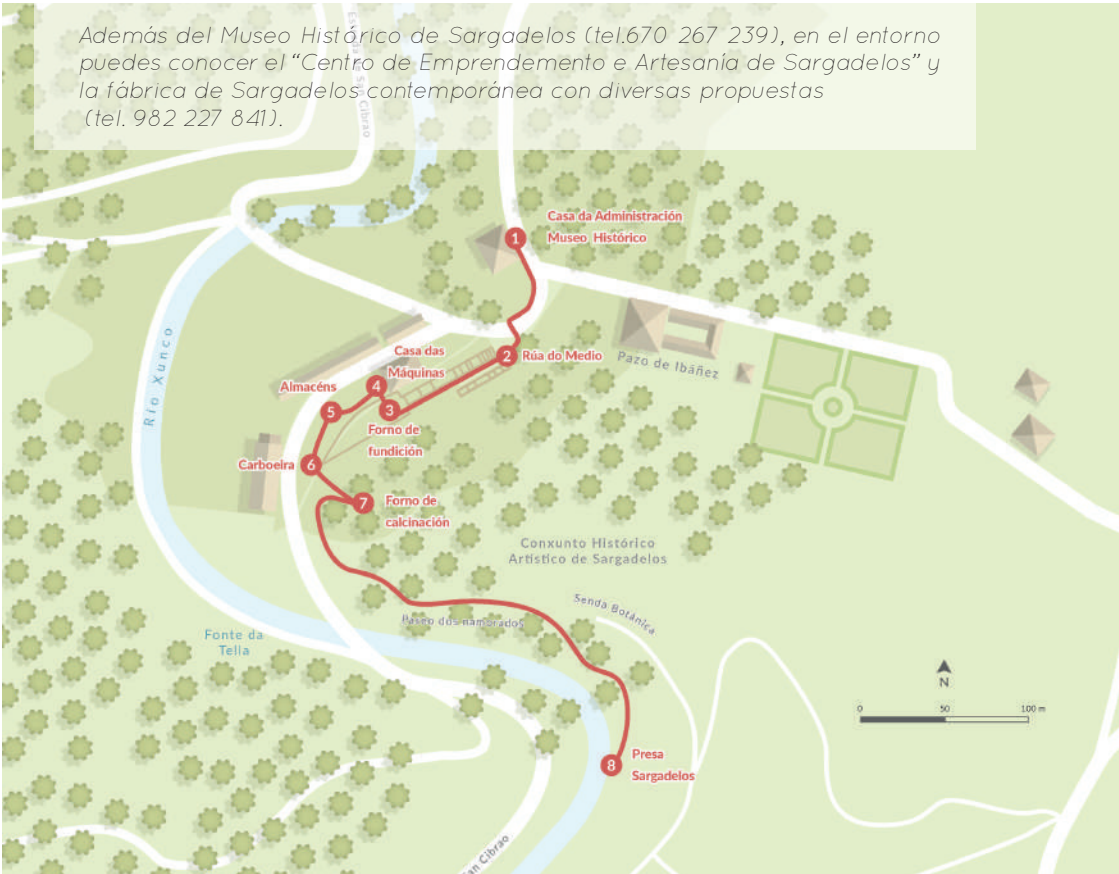 Además del Museo Histórico de Sargadelos (tel.670 267 239), en el entorno
puedes conocer el “Centro de Emprendemento e Artesanía de Sargadelos” y
la fábrica de Sargadelos contemporánea con diversas propuestas
(tel. 982 227 841).
San Cibrao
1
Casa da Administración
Museo Histórico
2
Rúa do Medio
Pazo de Ibáñez
Río Xunco
Casa das
Máquinas
4
Almacéns
5
3
Forno de
fundición
Carboeira
6
7
Forno de
calcinación
Conxunto Histórico
Artístico de Sargadelos
Senda Botánica
Paseo dos namorados
Fonte da
Tella
N
0
50
100 m
8
Presa
Sargadelos
San Cibrao